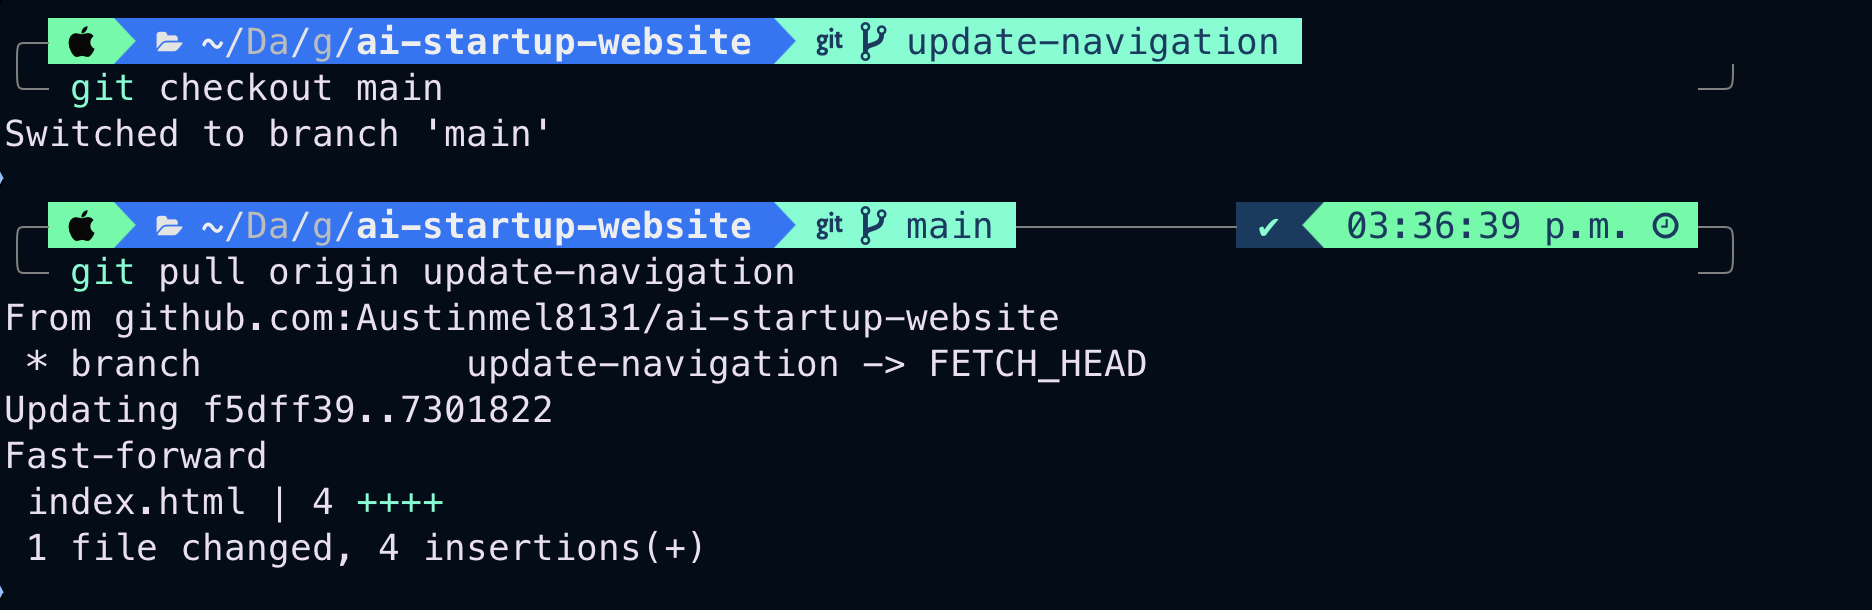 ~/Da/g/ai-startup-website git update-navigation
git checkout main
Switched to branch 'main'
~/Da/g/ai-startup-website git main ✔ 03:36:39 p.m.
git pull origin update-navigation
From github.com:Austinmel8131/ai-startup-website
 * branch            update-navigation -> FETCH_HEAD
Updating f5dff39..7301822
Fast-forward
 index.html | 4 ++++
 1 file changed, 4 insertions(+)